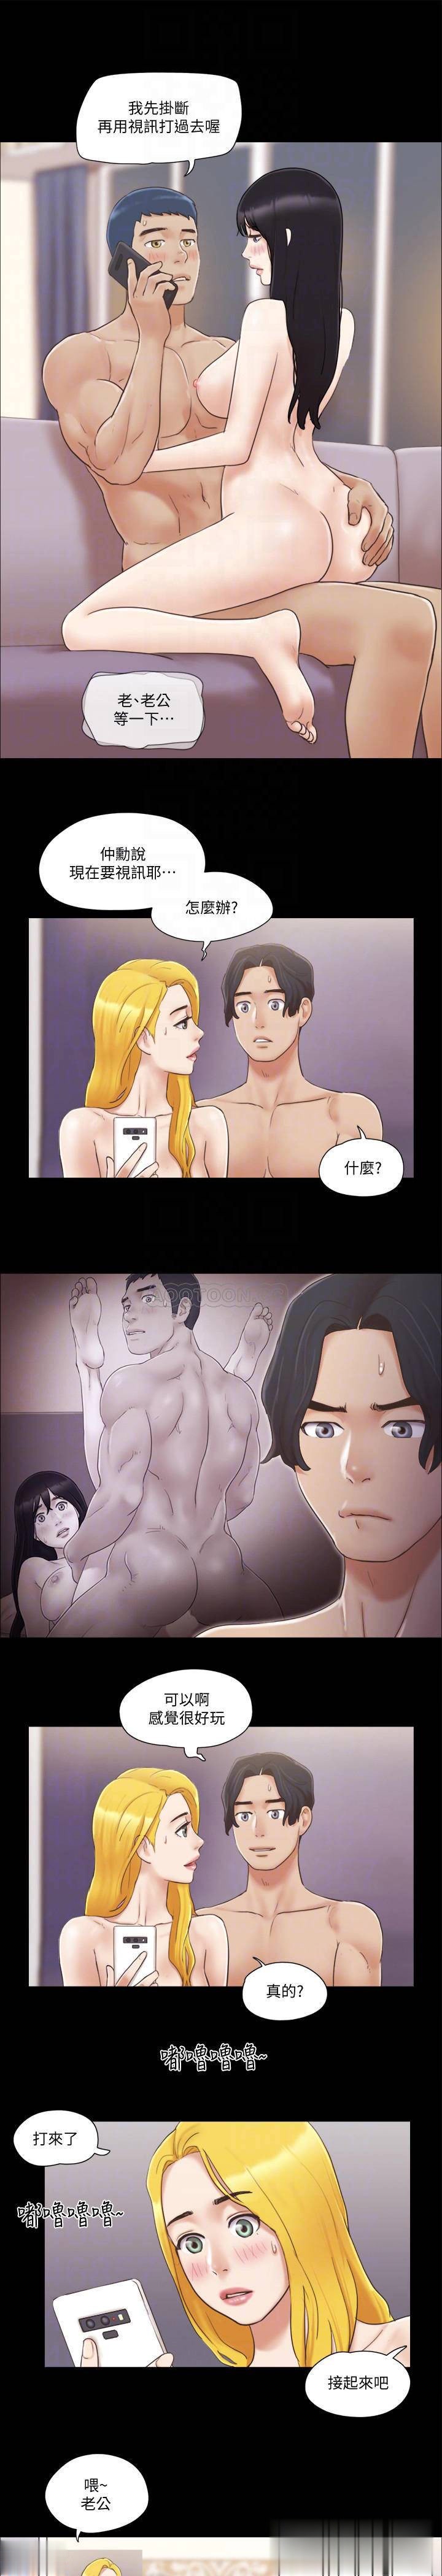 我先掛斷
再用視訊打過去喔
老、老公
等一下…
仲勳說
現在要視訊耶…
怎麼辦?
什麼?
可以啊
感覺很好玩
真的?
嘟嚕嚕嚕~
打來了
嘟嚕嚕嚕~
接起來吧
喂~
老公